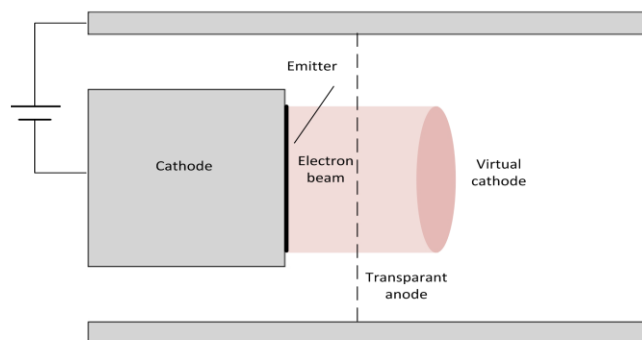 Emitter
Cathode
Electron
beam
Virtual
cathode
Transparant
anode